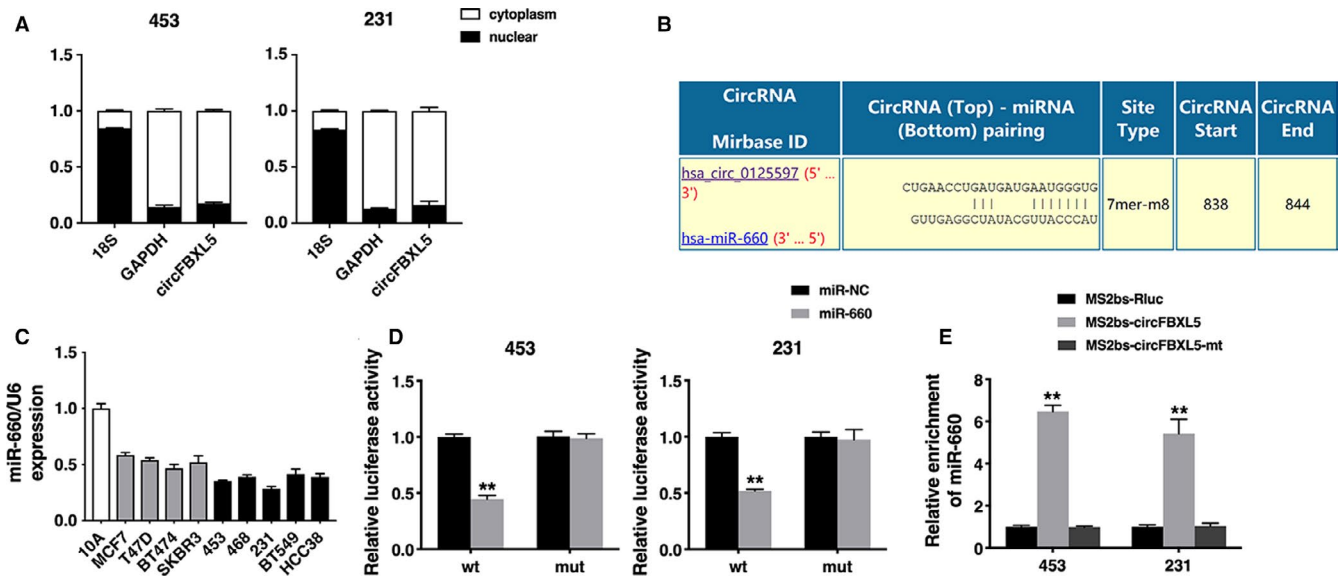 A
453
231
cytoplasm
nuclear
1.5
1.0
0.5
0.0
18S
GAPDH
circFBXL5
1.5
1.0
0.5
0.0
18S
GAPDH
circFBXL5
B
CircRNA
Mirbase ID
CircRNA (Top) - miRNA
(Bottom) pairing
Site
Type
CircRNA
Start
CircRNA
End
hsa_circ_0125597 (5' ...
3')
hsa-miR-660 (3' ... 5')
CUGAACCUGAUGAUGAAUGGGUG
||| |||||||
GUUGAGGCUAUACGUUACCCAU
7mer-m8
838
844
C
miR-660/U6
expression
1.5
1.0
0.5
0.0
10A
MCF7
T47D
BT474
SKBR3
453
468
231
BT549
HCC38
D
miR-NC
miR-660
453
Relative luciferase activity
1.5
1.0
0.5
0.0
**
wt
mut
231
Relative luciferase activity
1.5
1.0
0.5
0.0
**
wt
mut
E
MS2bs-Rluc
MS2bs-circFBXL5
MS2bs-circFBXL5-mt
Relative enrichment
of miR-660
8
6
4
2
0
**
**
453
231